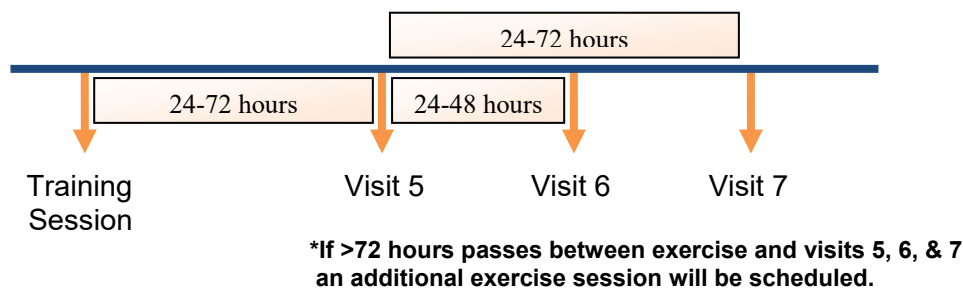 24-72 hours
24-72 hours
24-48 hours
Training
Session
Visit 5
Visit 6
Visit 7
*If >72 hours passes between exercise and visits 5, 6, & 7
an additional exercise session will be scheduled.